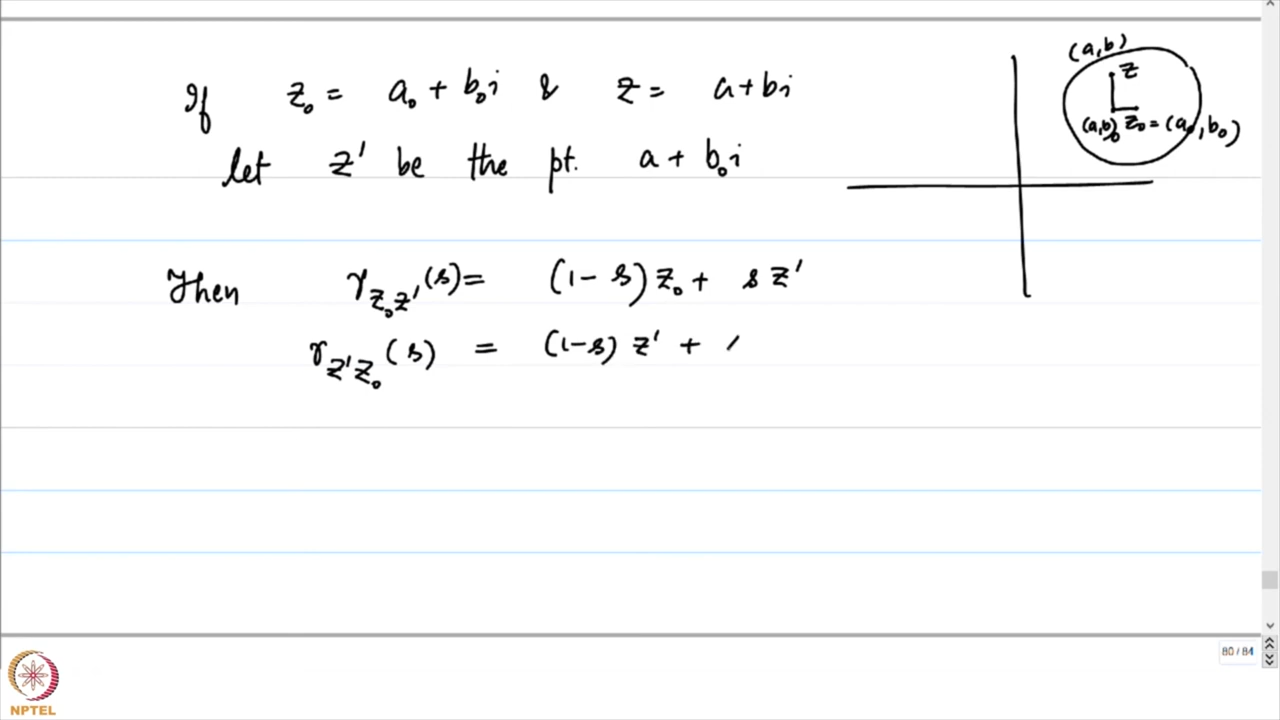 If z₀ = a₀ + b₀i & z = a+bi
let z' be the pt. a + b₀i
Then γ_{z₀z'}(s) = (1-s) z₀ + s z'
γ_{z'z₀}(s) = (1-s) z' +
(a,b)
z
(a,b)₀ z₀ = (a₀, b₀)
80 / 84
NPTEL